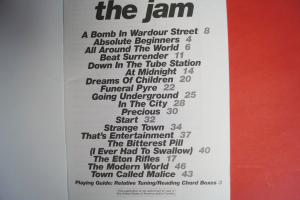 the jam
A Bomb In Wardour Street 8
Absolute Beginners 4
All Around The World 6
Beat Surrender 11
Down In The Tube Station
At Midnight 14
Dreams Of Children 20
Funeral Pyre 22
Going Underground 25
In The City 28
Precious 30
Start 32
Strange Town 34
That's Entertainment 37
The Bitterest Pill
(I Ever Had To Swallow) 40
The Eton Rifles 17
The Modern World 46
Town Called Malice 43
Playing Guide: Relative Tuning/Reading Chord Boxes 3